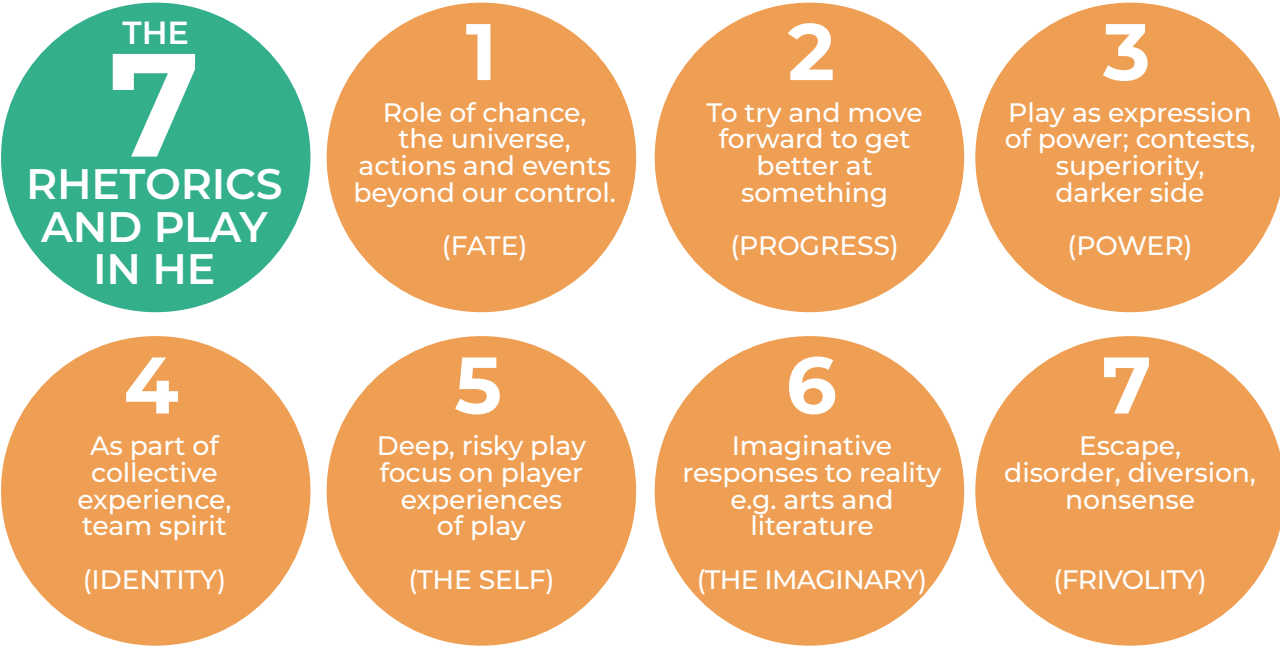 THE
7
RHETORICS
AND PLAY
IN HE
1
Role of chance,
the universe,
actions and events
beyond our control.
(FATE)
2
To try and move
forward to get
better at
something
(PROGRESS)
3
Play as expression
of power; contests,
superiority,
darker side
(POWER)
4
As part of
collective
experience,
team spirit
(IDENTITY)
5
Deep, risky play
focus on player
experiences
of play
(THE SELF)
6
Imaginative
responses to reality
e.g. arts and
literature
(THE IMAGINARY)
7
Escape,
disorder, diversion,
nonsense
(FRIVOLITY)